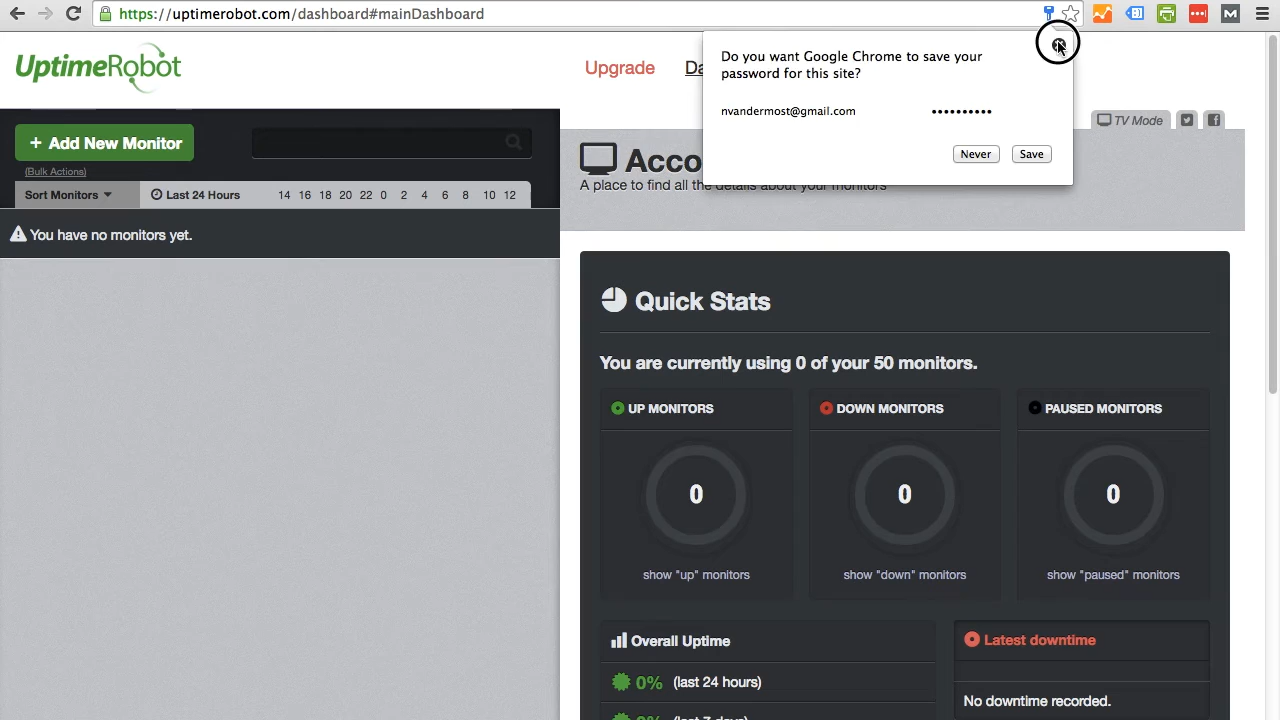 https://uptimerobot.com/dashboard#mainDashboard
UptimeRobot
Upgrade
Do you want Google Chrome to save your
password for this site?
nvandermost@gmail.com ••••••••••
Never Save
TV Mode
+ Add New Monitor
(Bulk Actions)
Sort Monitors Last 24 Hours 14 16 18 20 22 0 2 4 6 8 10 12
You have no monitors yet.
A place to find all the details about your monitors
Quick Stats
You are currently using 0 of your 50 monitors.
UP MONITORS DOWN MONITORS PAUSED MONITORS
0 0 0
show "up" monitors show "down" monitors show "paused" monitors
Overall Uptime
0% (last 24 hours)
Latest downtime
No downtime recorded.